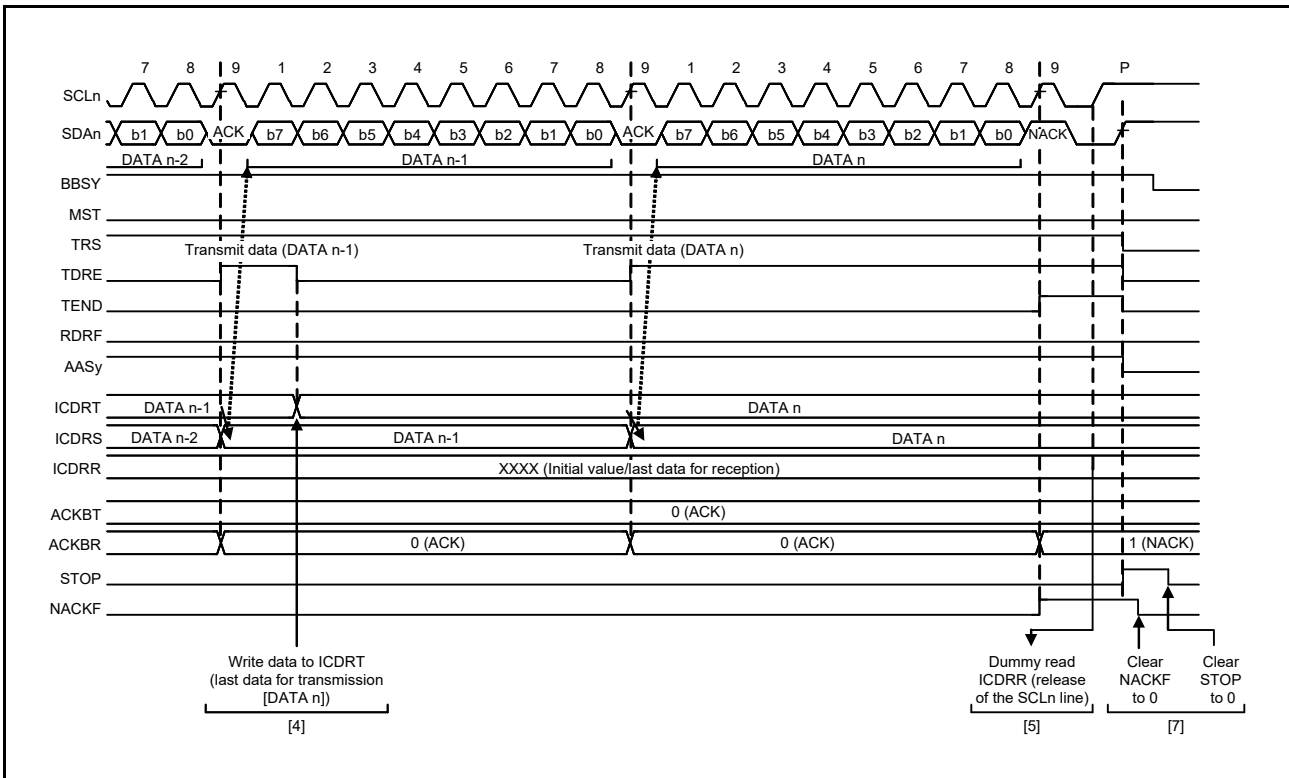 7 8 9 1 2 3 4 5 6 7 8 9 1 2 3 4 5 6 7 8 9 P
SCLn
SDAn b1 b0 ACK b7 b6 b5 b4 b3 b2 b1 b0 ACK b7 b6 b5 b4 b3 b2 b1 b0 NACK
DATA n-2 DATA n-1 DATA n
BBSY
MST
TRS
Transmit data (DATA n-1) Transmit data (DATA n)
TDRE
TEND
RDRF
AASy
ICDRT DATA n-1 DATA n
ICDRS DATA n-2 DATA n-1 DATA n
ICDRR XXXX (Initial value/last data for reception)
ACKBT 0 (ACK)
ACKBR 0 (ACK) 0 (ACK) 1 (NACK)
STOP
NACKF
Write data to ICDRT
(last data for transmission
[DATA n])
[4]
Dummy read
ICDRR (release
of the SCLn line)
[5]
Clear
NACKF
to 0
Clear
STOP
to 0
[7]